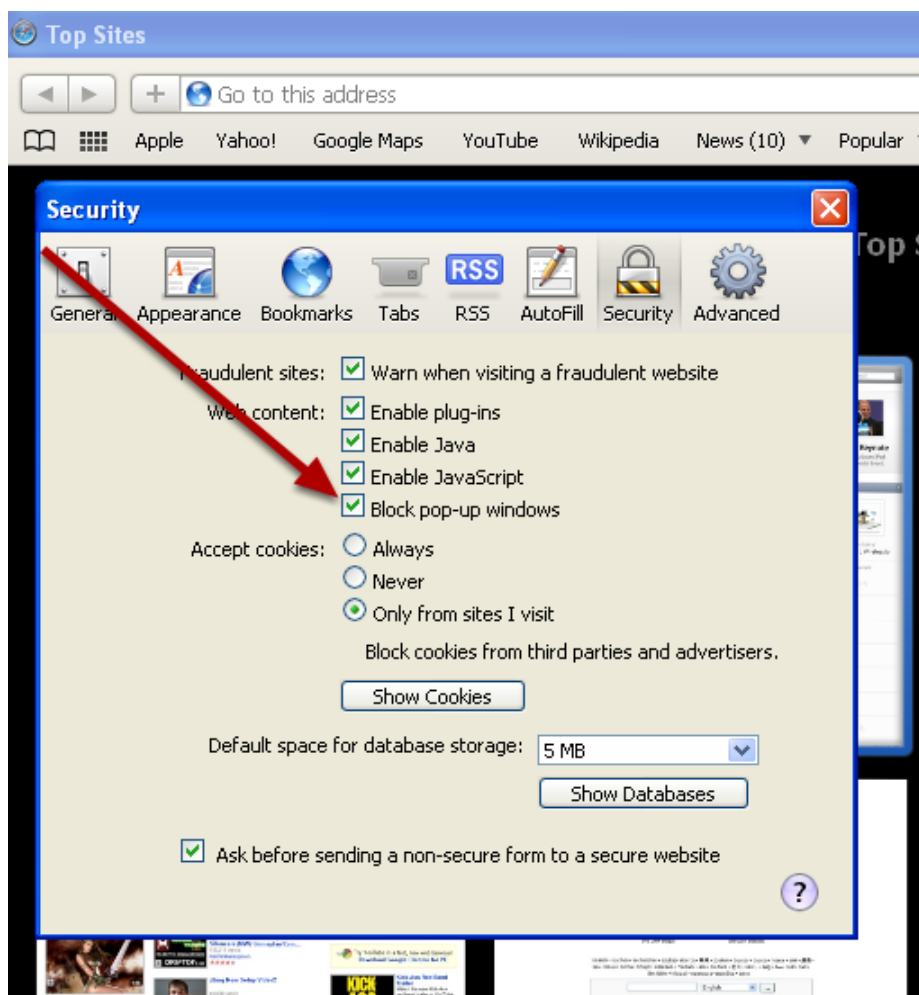 Top Sites
Go to this address
Apple Yahoo! Google Maps YouTube Wikipedia News (10) Popular
Security
Top S
RSS
General Appearance Bookmarks Tabs RSS AutoFill Security Advanced
Fraudulent sites: Warn when visiting a fraudulent website
Web content: Enable plug-ins
Enable Java
Enable JavaScript
Block pop-up windows
Accept cookies: Always
Never
Only from sites I visit
Block cookies from third parties and advertisers.
Show Cookies
Default space for database storage: 5 MB
Show Databases
Ask before sending a non-secure form to a secure website
?
KICK
English